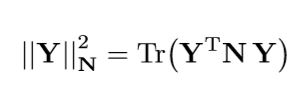 ||𝐘||²_𝐍 = Tr(𝐘ᵀ𝐍 𝐘)